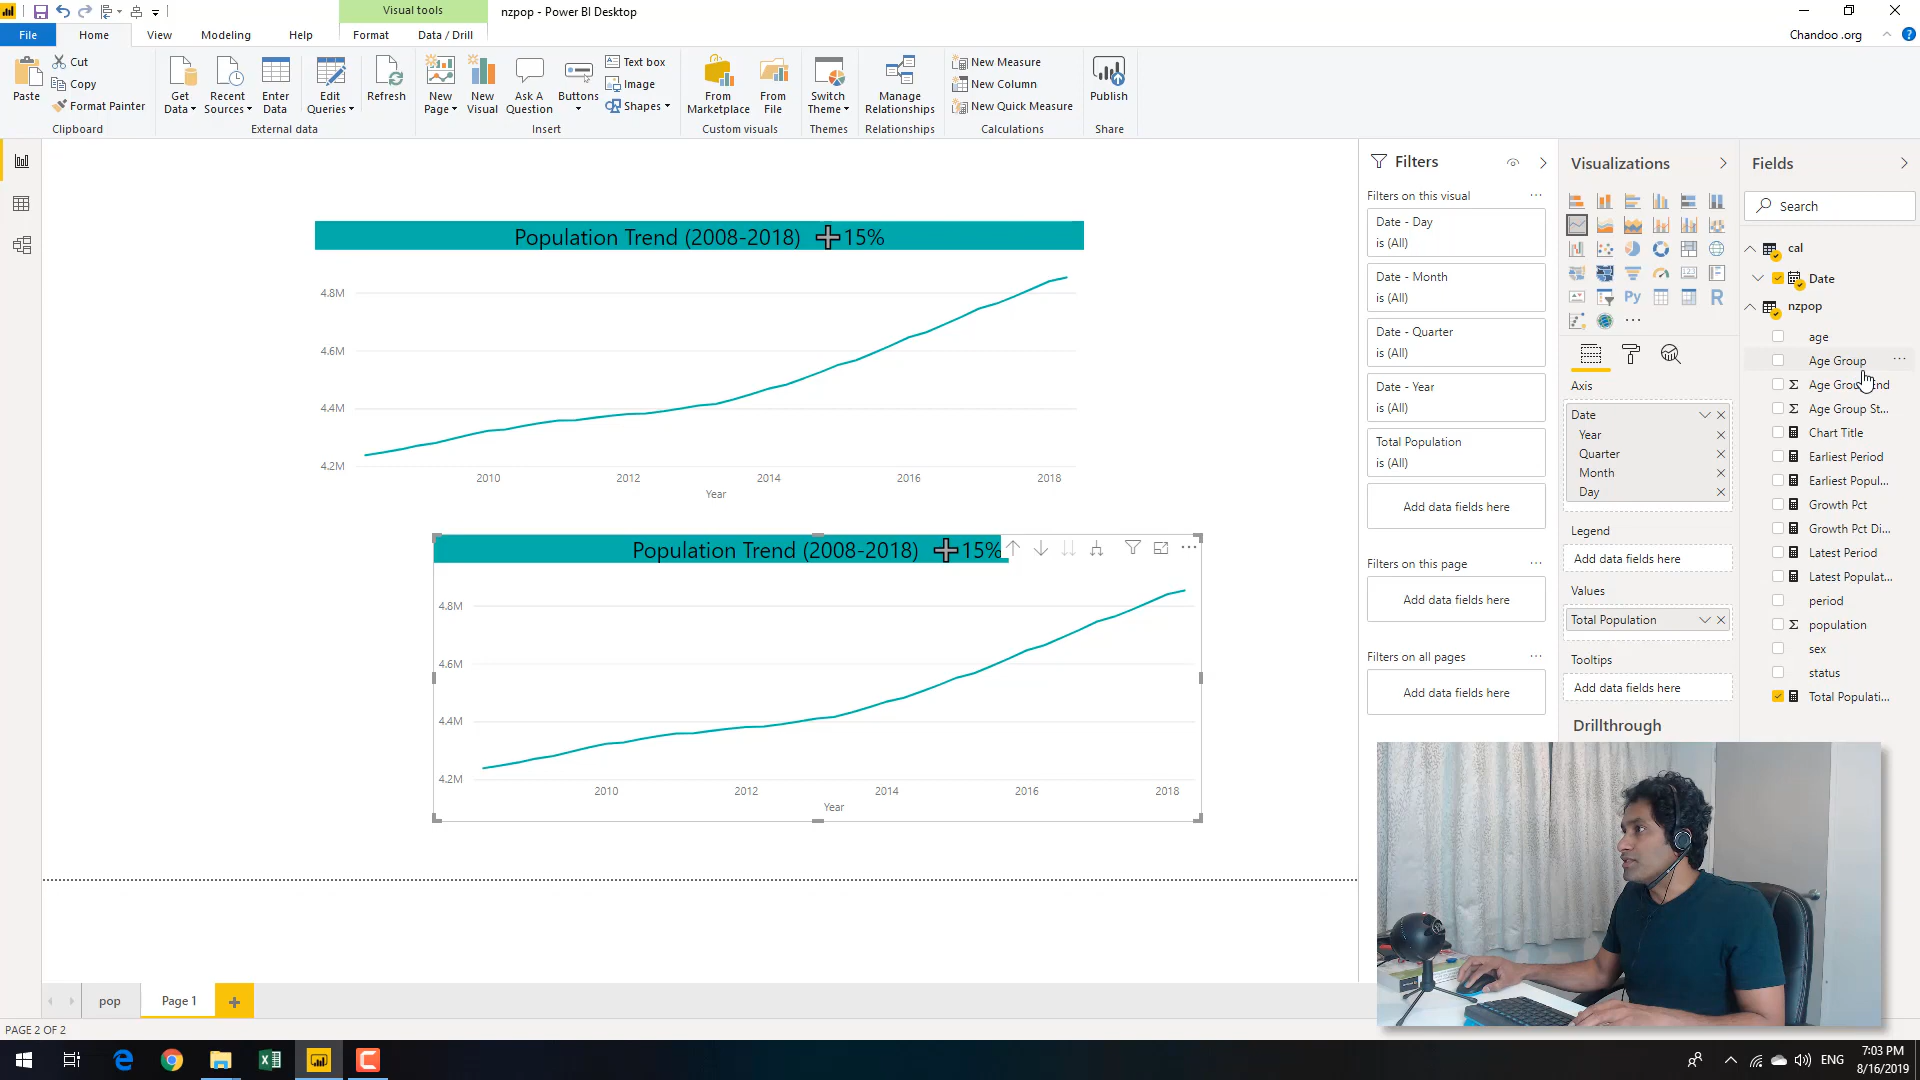 Visual tools
nzpop - Power BI Desktop
File
Home
View
Modeling
Help
Format
Data / Drill
Chandoo .org
Paste
Cut
Copy
Format Painter
Clipboard
Get
Data
Recent
Sources
Enter
Data
Edit
Queries
Refresh
External data
New
Page
New
Visual
Ask A
Question
Buttons
Text box
Image
Shapes
Insert
From
Marketplace
From
File
Custom visuals
Switch
Theme
Themes
Manage
Relationships
Relationships
New Measure
New Column
New Quick Measure
Calculations
Publish
Share
Population Trend (2008-2018) ➕15%
4.8M
4.6M
4.4M
4.2M
2010
2012
2014
2016
2018
Year
Population Trend (2008-2018) ➕15%
4.8M
4.6M
4.4M
4.2M
2010
2012
2014
2016
2018
Year
Filters
Filters on this visual
Date - Day
is (All)
Date - Month
is (All)
Date - Quarter
is (All)
Date - Year
is (All)
Total Population
is (All)
Add data fields here
Filters on this page
Add data fields here
Filters on all pages
Add data fields here
Visualizations
Py
R
Axis
Date
Year
Quarter
Month
Day
Legend
Add data fields here
Values
Total Population
Tooltips
Add data fields here
Drillthrough
Fields
Search
cal
Date
nzpop
age
Age Group
Age Group End
Age Group St...
Chart Title
Earliest Period
Earliest Popul...
Growth Pct
Growth Pct Di...
Latest Period
Latest Populat...
period
population
sex
status
Total Populati...
pop
Page 1
PAGE 2 OF 2
ENG
7:03 PM
8/16/2019